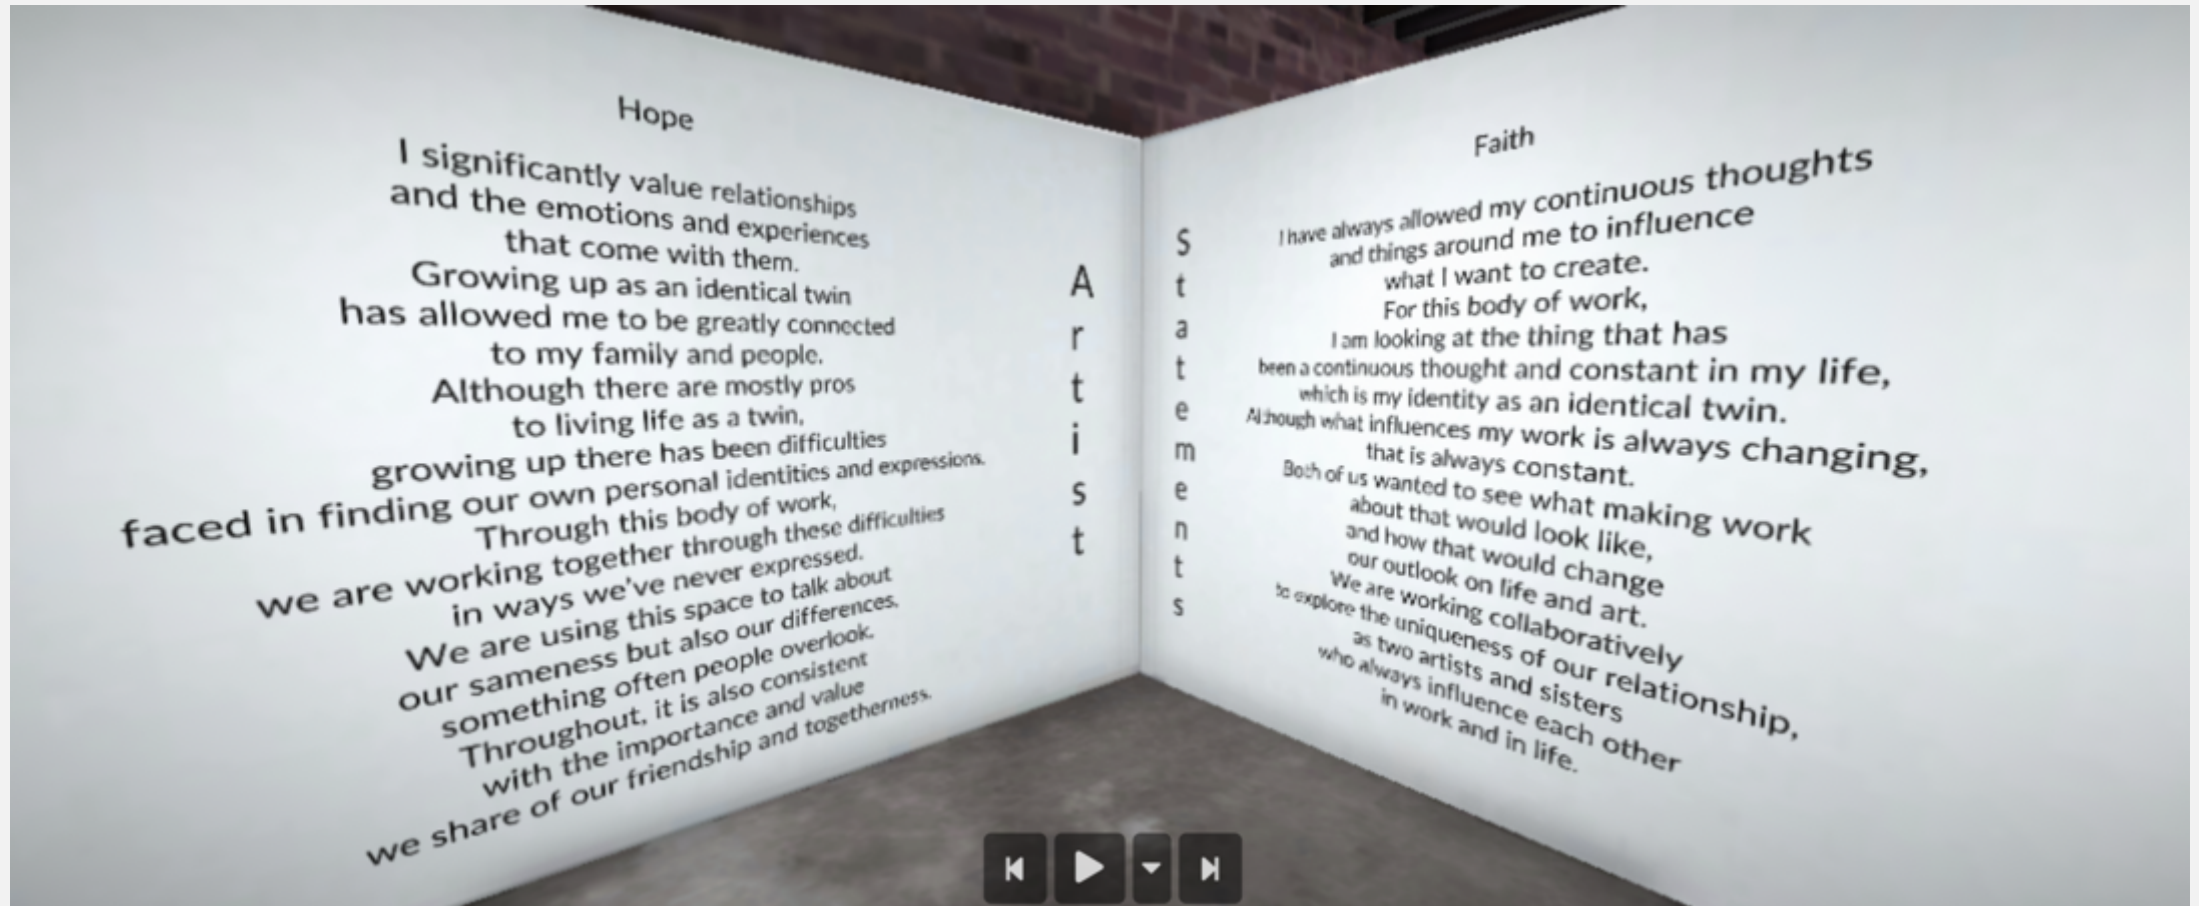 Hope
I significantly value relationships
and the emotions and experiences
that come with them.
Growing up as an identical twin
has allowed me to be greatly connected
to my family and people.
Although there are mostly pros
to living life as a twin,
growing up there has been difficulties
faced in finding our own personal identities and expressions.
Through this body of work,
we are working together through these difficulties
in ways we've never expressed.
We are using this space to talk about
our sameness but also our differences,
something often people overlook.
Throughout, it is also consistent
with the importance and value
we share of our friendship and togetherness.
Artist
Statements
Faith
I have always allowed my continuous thoughts
and things around me to influence
what I want to create.
For this body of work,
I am looking at the thing that has
been a continuous thought and constant in my life,
which is my identity as an identical twin.
Although what influences my work is always changing,
that is always constant.
Both of us wanted to see what making work
about that would look like,
and how that would change
our outlook on life and art.
We are working collaboratively
to explore the uniqueness of our relationship,
as two artists and sisters
who always influence each other
in work and in life.